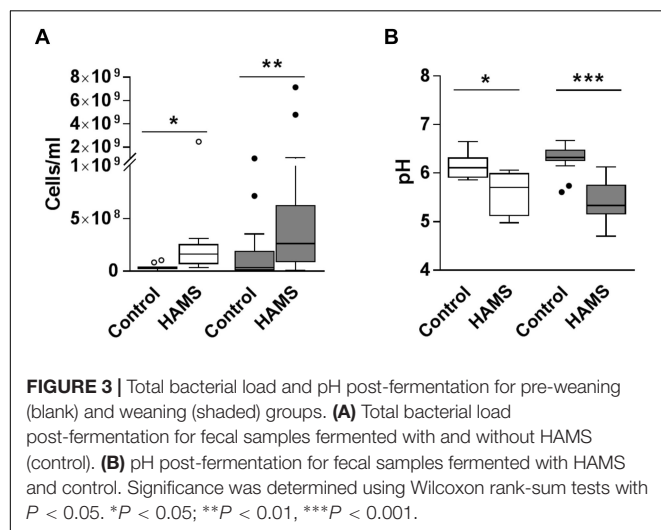 A
B
Cells/ml
8×10⁹
6×10⁹
4×10⁹
2×10⁹
1×10⁹
5×10⁸
0
*
**
Control
HAMS
Control
HAMS
pH
8
7
6
5
4
*
***
Control
HAMS
Control
HAMS
FIGURE 3 | Total bacterial load and pH post-fermentation for pre-weaning
(blank) and weaning (shaded) groups. (A) Total bacterial load
post-fermentation for fecal samples fermented with and without HAMS
(control). (B) pH post-fermentation for fecal samples fermented with HAMS
and control. Significance was determined using Wilcoxon rank-sum tests with
P < 0.05. *P < 0.05; **P < 0.01, ***P < 0.001.